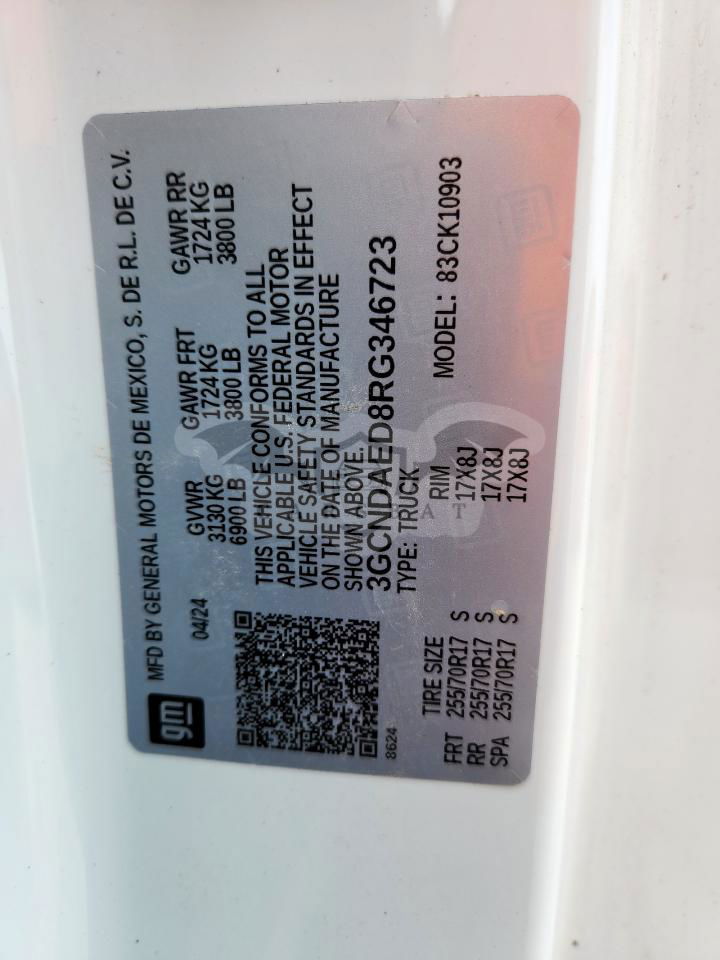 gm
MFD BY GENERAL MOTORS DE MEXICO, S. DE R.L. DE C.V.
04/24
GVWR GAWR FRT GAWR RR
3130 KG 1724 KG 1724 KG
6900 LB 3800 LB 3800 LB
THIS VEHICLE CONFORMS TO ALL
APPLICABLE U.S. FEDERAL MOTOR
VEHICLE SAFETY STANDARDS IN EFFECT
ON THE DATE OF MANUFACTURE
SHOWN ABOVE.
3GCNDAED8RG346723
TYPE: TRUCK
8624
MODEL: 83CK10903
TIRE SIZE RIM
FRT 255/70R17 S 17X8J
RR 255/70R17 S 17X8J
SPA 255/70R17 S 17X8J